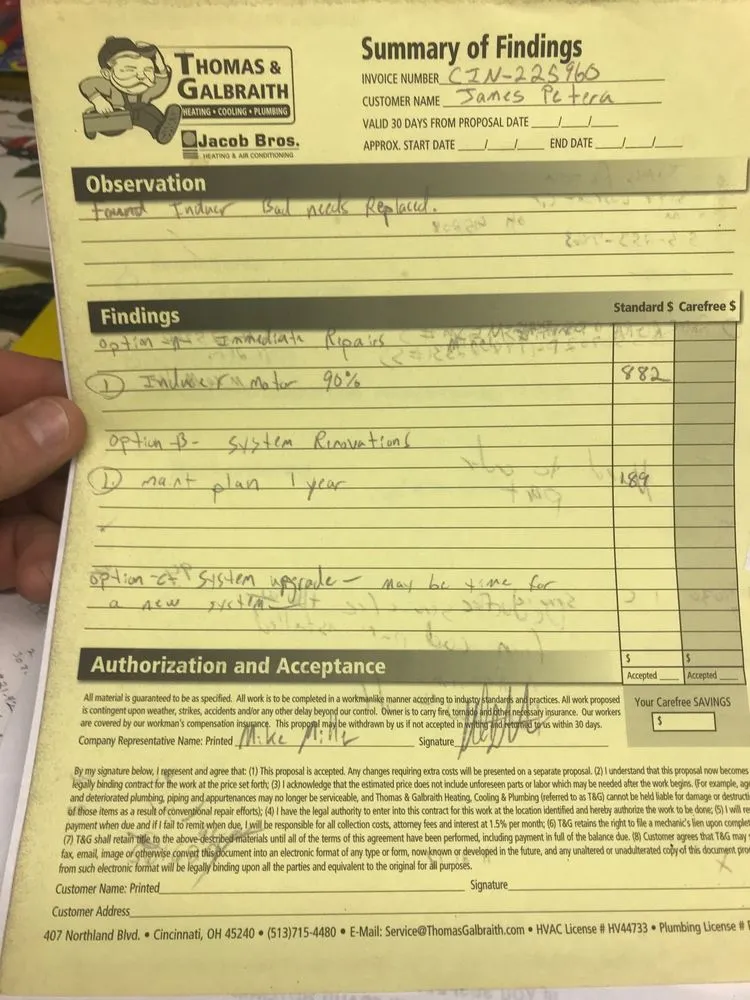 THOMAS &
GALBRAITH
HEATING • COOLING • PLUMBING
Jacob Bros.
HEATING & AIR CONDITIONING
Summary of Findings
INVOICE NUMBER CIN-225960
CUSTOMER NAME James Petera
VALID 30 DAYS FROM PROPOSAL DATE __/__/__
APPROX. START DATE __/__/__ END DATE __/__/__
Observation
found Inducer Bad needs Replaced.
Findings Standard $ Carefree $
option -A- Immediate Repairs
① Inducer motor 90% 882
option -B- System Renovations
① maint plan 1 year 189
option -C- System upgrade - may be time for
a new system
$ $
Accepted ____ Accepted ____
Authorization and Acceptance
Your Carefree SAVINGS
$
All material is guaranteed to be as specified. All work is to be completed in a workmanlike manner according to industry standards and practices. All work proposed
is contingent upon weather, strikes, accidents and/or any other delay beyond our control. Owner is to carry fire, tornado and other necessary insurance. Our workers
are covered by our workman's compensation insurance. This proposal may be withdrawn by us if not accepted in writing and returned to us within 30 days.
Company Representative Name: Printed Mike Miller Signature
By my signature below, I represent and agree that: (1) This proposal is accepted. Any changes requiring extra costs will be presented on a separate proposal. (2) I understand that this proposal now becomes
legally binding contract for the work at the price set forth; (3) I acknowledge that the estimated price does not include unforeseen parts or labor which may be needed after the work begins. (For example, ag
and deteriorated plumbing, piping and appurtenances may no longer be serviceable, and Thomas & Galbraith Heating, Cooling & Plumbing (referred to as T&G) cannot be held liable for damage or destructi
of those items as a result of conventional repair efforts); (4) I have the legal authority to enter into this contract for this work at the location identified and hereby authorize the work to be done; (5) I will re
payment when due and if I fail to remit when due, I will be responsible for all collection costs, attorney fees and interest at 1.5% per month; (6) T&G retains the right to file a mechanic's lien upon complet
(7) T&G shall retain title to the above-described materials until all of the terms of this agreement have been performed, including payment in full of the balance due. (8) Customer agrees that T&G may
fax, email, image or otherwise convert this document into an electronic format of any type or form, now known or developed in the future, and any unaltered or unadulterated copy of this document pro
from such electronic format will be legally binding upon all the parties and equivalent to the original for all purposes.
Customer Name: Printed Signature
Customer Address
407 Northland Blvd. • Cincinnati, OH 45240 • (513)715-4480 • E-Mail: Service@ThomasGalbraith.com • HVAC License # HV44733 • Plumbing License #